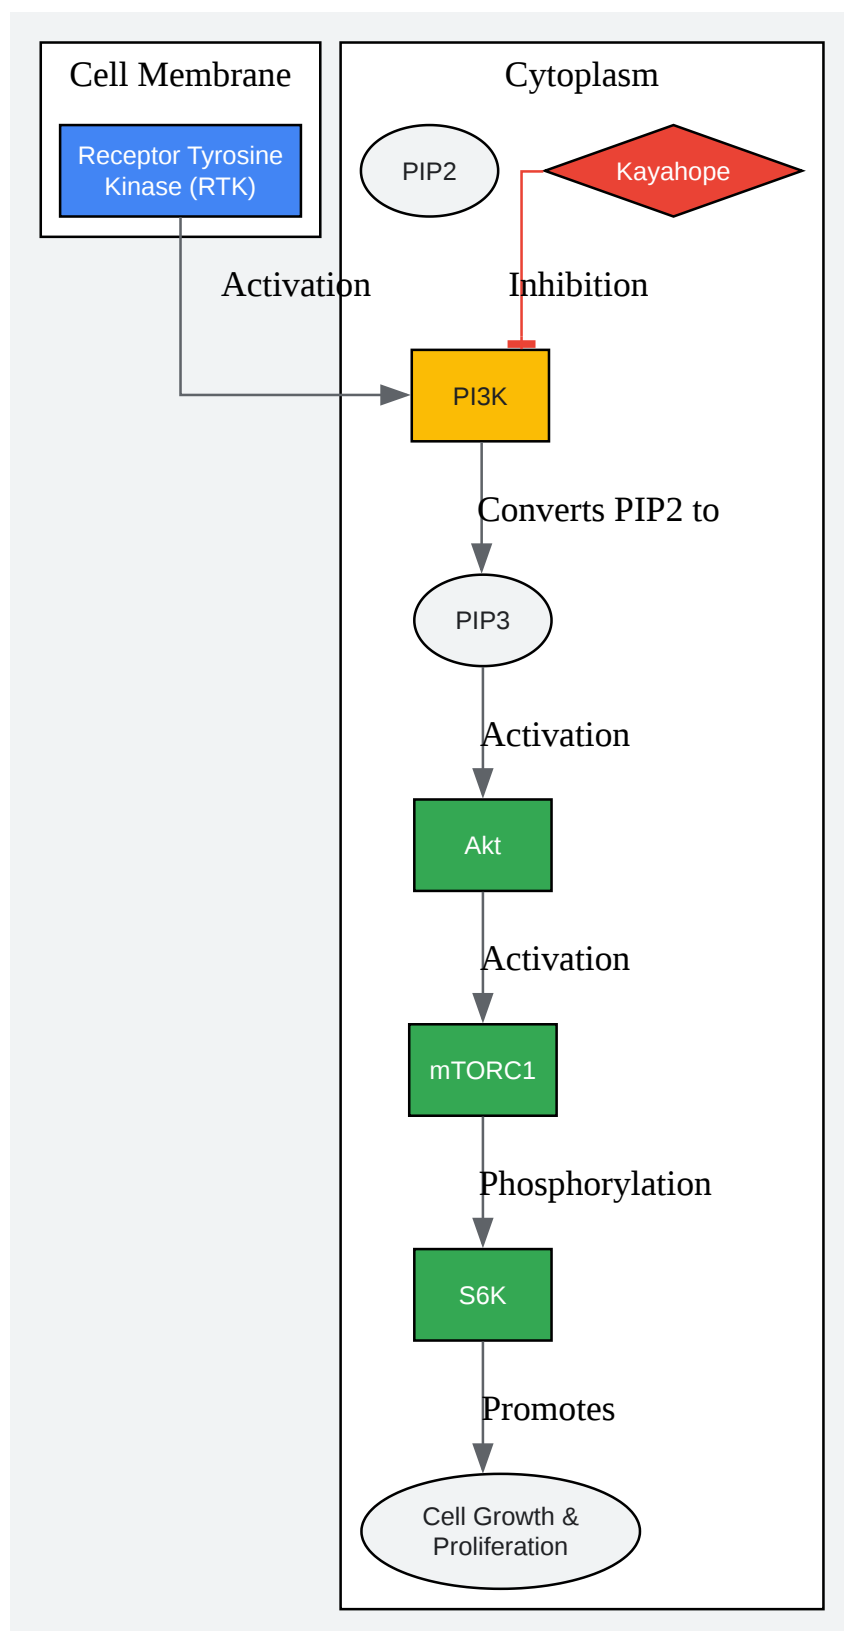 Cell Membrane
Cytoplasm
Receptor Tyrosine
Kinase (RTK)
PIP2
Kayahope
Activation
Inhibition
PI3K
Converts PIP2 to
PIP3
Activation
Akt
Activation
mTORC1
Phosphorylation
S6K
Promotes
Cell Growth &
Proliferation